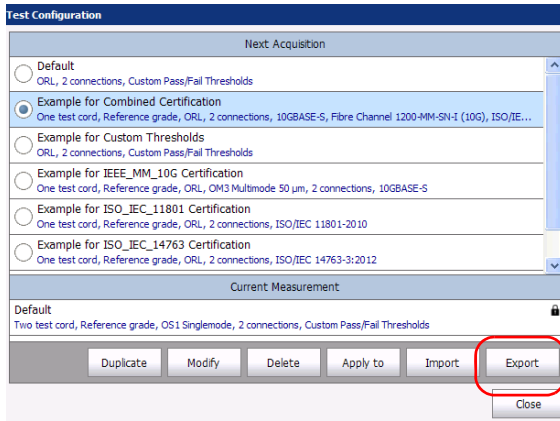 Test Configuration
Next Acquisition
Default
ORL, 2 connections, Custom Pass/Fail Thresholds
Example for Combined Certification
One test cord, Reference grade, ORL, 2 connections, 10GBASE-S, Fibre Channel 1200-MM-SN-I (10G), ISO/IE...
Example for Custom Thresholds
ORL, 2 connections, Custom Pass/Fail Thresholds
Example for IEEE_MM_10G Certification
One test cord, Reference grade, ORL, OM3 Multimode 50 µm, 2 connections, 10GBASE-S
Example for ISO_IEC_11801 Certification
One test cord, Reference grade, ORL, 2 connections, ISO/IEC 11801-2010
Example for ISO_IEC_14763 Certification
One test cord, Reference grade, ORL, 2 connections, ISO/IEC 14763-3:2012
Current Measurement
Default
Two test cord, Reference grade, OS1 Singlemode, 2 connections, Custom Pass/Fail Thresholds
Duplicate Modify Delete Apply to Import Export
Close